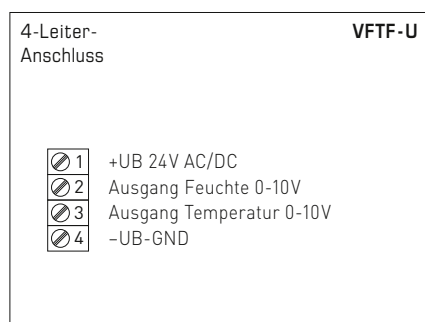 4-Leiter- VFTF-U
Anschluss
1 +UB 24V AC/DC
2 Ausgang Feuchte 0-10V
3 Ausgang Temperatur 0-10V
4 –UB-GND